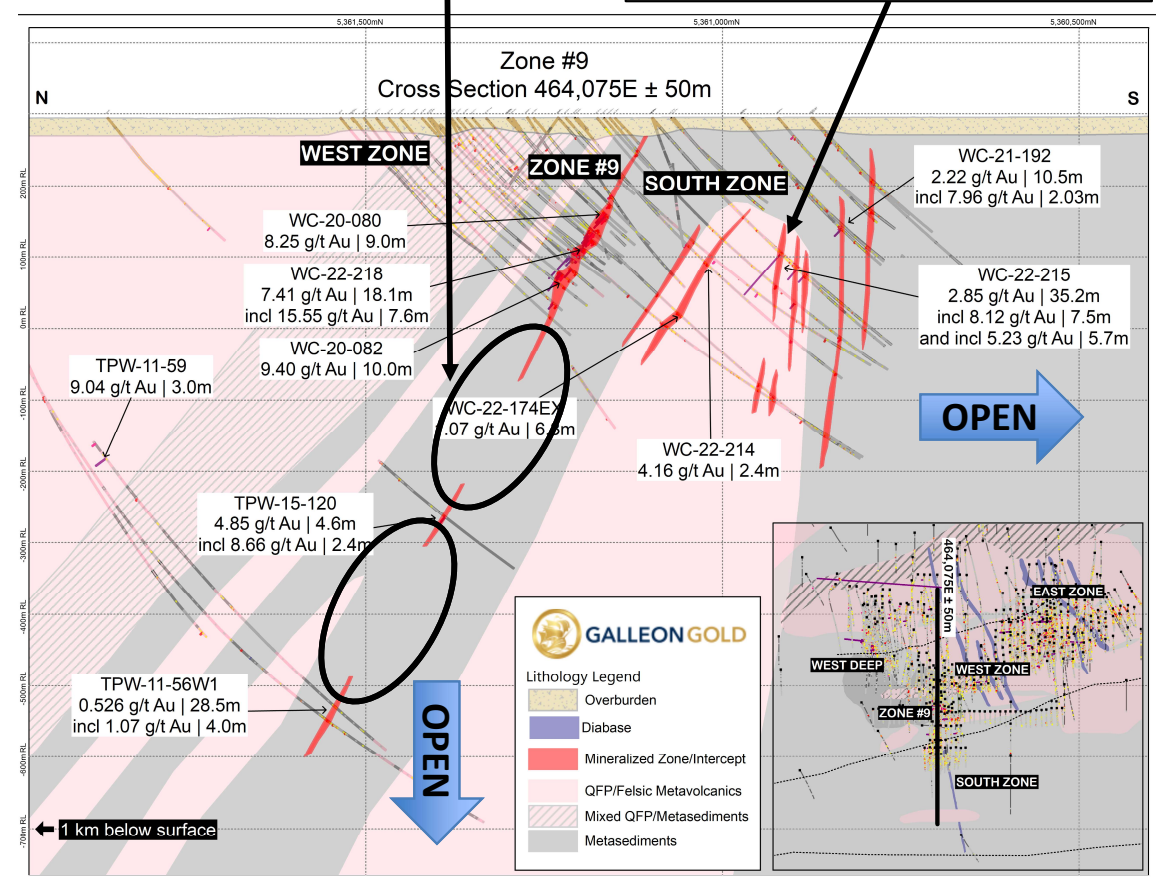 5,361,500mN
5,361,000mN
5,360,500mN
Zone #9
Cross Section 464,075E ± 50m
N
S
WEST ZONE
ZONE #9
SOUTH ZONE
WC-21-192
2.22 g/t Au | 10.5m
incl 7.96 g/t Au | 2.03m
200m RL
100m RL
0m RL
-100m RL
-200m RL
-300m RL
-400m RL
-500m RL
-600m RL
WC-20-080
8.25 g/t Au | 9.0m
WC-22-218
7.41 g/t Au | 18.1m
incl 15.55 g/t Au | 7.6m
WC-20-082
9.40 g/t Au | 10.0m
WC-22-215
2.85 g/t Au | 35.2m
incl 8.12 g/t Au | 7.5m
and incl 5.23 g/t Au | 5.7m
TPW-11-59
9.04 g/t Au | 3.0m
WC-22-174EX
.07 g/t Au | 6.
OPEN
WC-22-214
4.16 g/t Au | 2.4m
TPW-15-120
4.85 g/t Au | 4.6m
incl 8.66 g/t Au | 2.4m
TPW-11-56W1
0.526 g/t Au | 28.5m
incl 1.07 g/t Au | 4.0m
OPEN
1 km below surface
GALLEON GOLD
Lithology Legend
Overburden
Diabase
Mineralized Zone/Intercept
QFP/Felsic Metavolcanics
Mixed QFP/Metasediments
Metasediments
464,075E ± 50m
EAST ZONE
WEST DEEP
WEST ZONE
ZONE #9
SOUTH ZONE